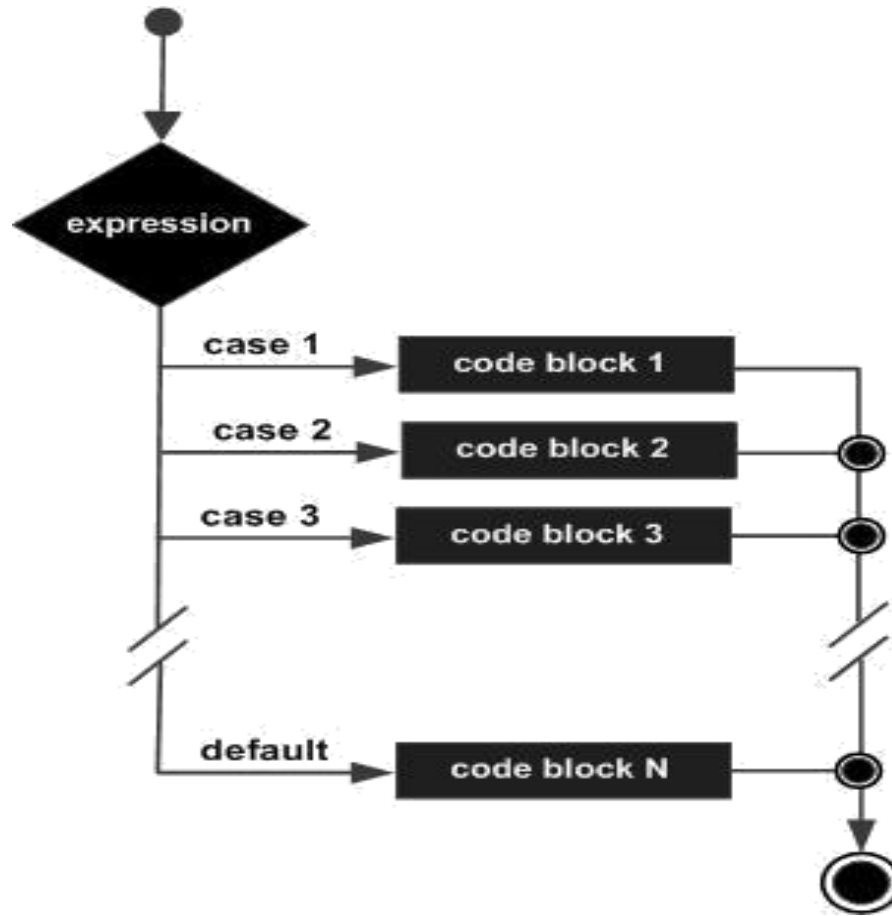 expression
case 1
code block 1
case 2
code block 2
case 3
code block 3
default
code block N